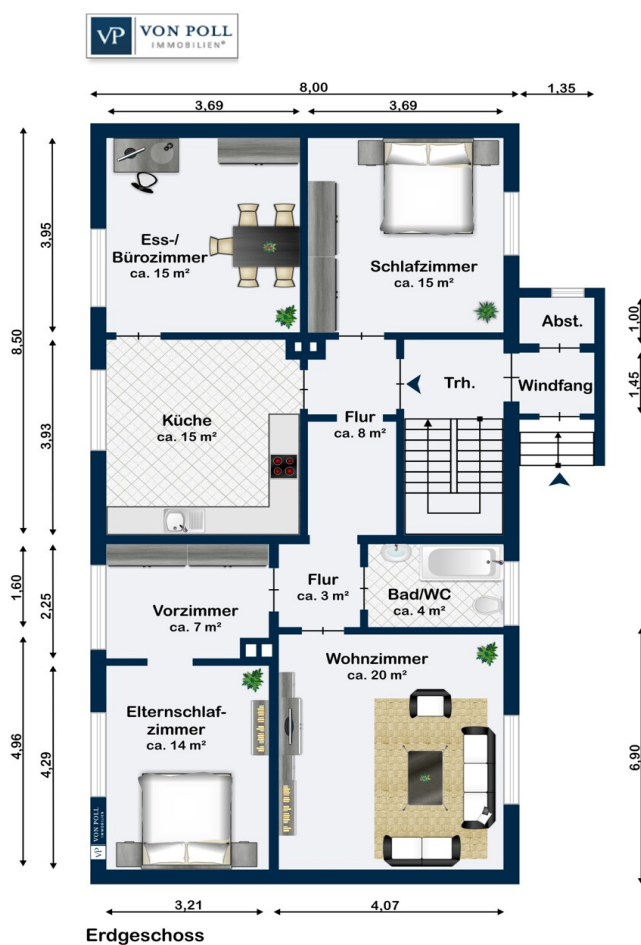 VP VON POLL
IMMOBILIEN®
8,00
1,35
3,69
3,69
8,50
3,95
Ess-/
Bürozimmer
ca. 15 m²
Schlafzimmer
ca. 15 m²
Abst.
1,00
Windfang
1,45
Trh.
Küche
ca. 15 m²
3,93
Flur
ca. 8 m²
1,60
2,25
Vorzimmer
ca. 7 m²
Flur
ca. 3 m²
Bad/WC
ca. 4 m²
4,96
4,29
Elternschlaf-
zimmer
ca. 14 m²
Wohnzimmer
ca. 20 m²
6,90
VP VON POLL
IMMOBILIEN
3,21
4,07
Erdgeschoss